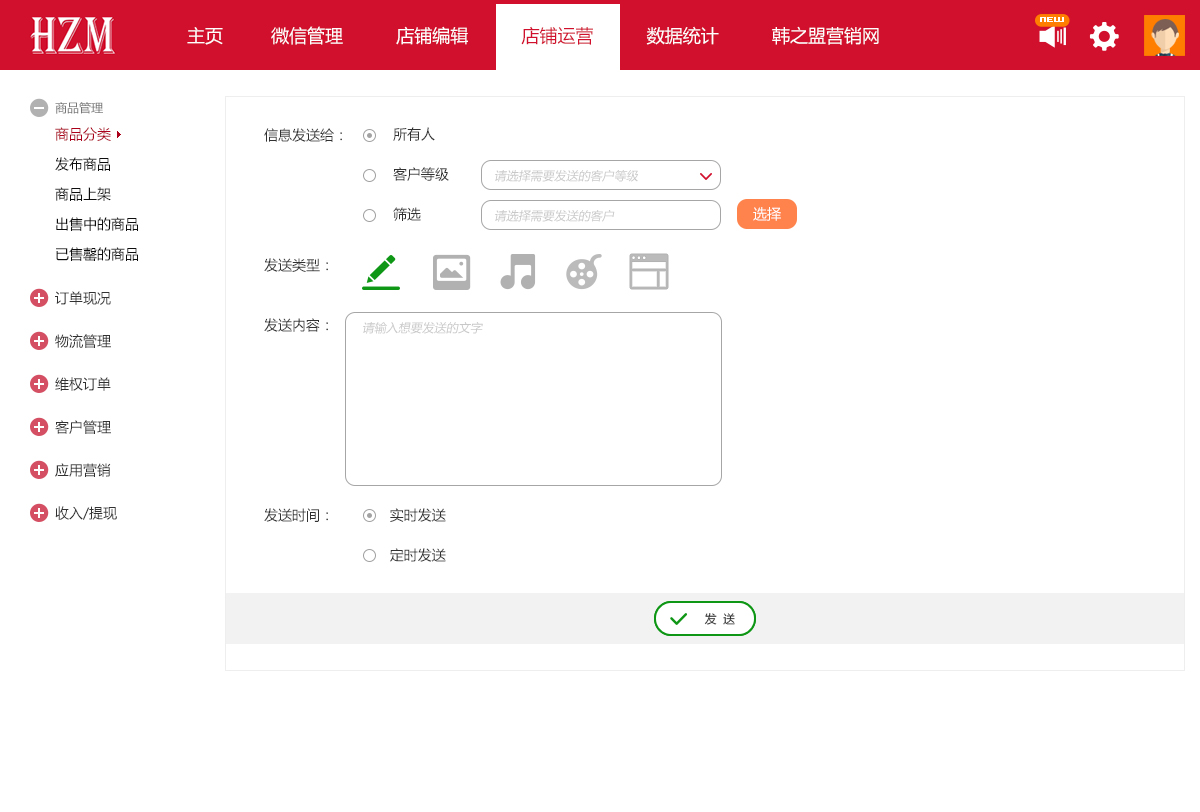 HZM
主页
微信管理
店铺编辑
店铺运营
数据统计
韩之盟营销网
NEW
商品管理
商品分类
发布商品
商品上架
出售中的商品
已售罄的商品
订单现况
物流管理
维权订单
客户管理
应用营销
收入/提现
信息发送给：
所有人
客户等级
请选择需要发送的客户等级
筛选
请选择需要发送的客户
选择
发送类型：
发送内容：
请输入想要发送的文字
发送时间：
实时发送
定时发送
发 送